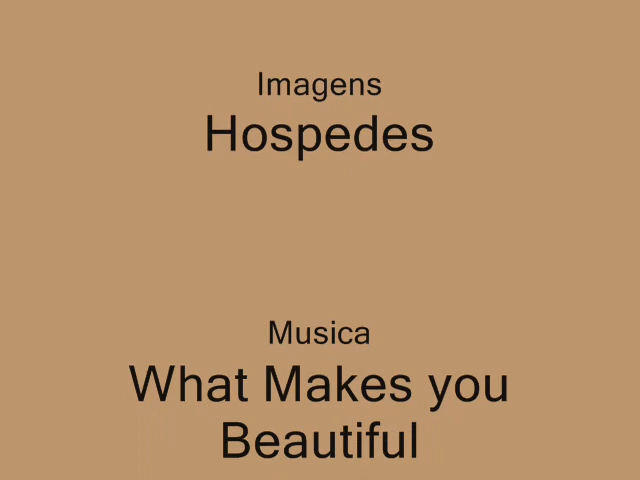 Imagens
Hospedes
Musica
What Makes you
Beautiful